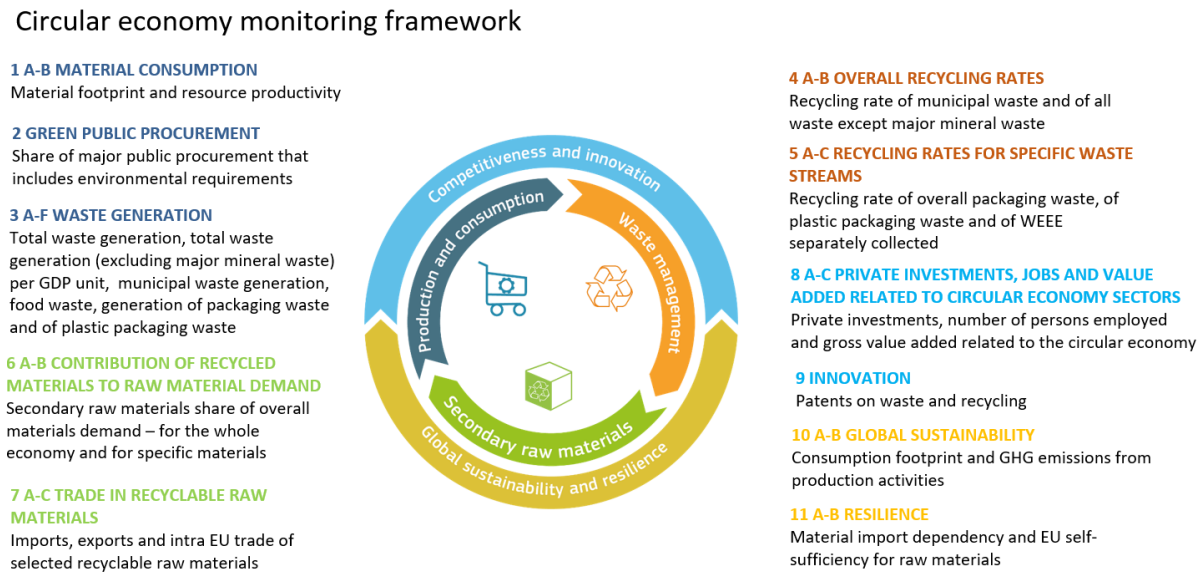 Circular economy monitoring framework
1 A-B MATERIAL CONSUMPTION
Material footprint and resource productivity
2 GREEN PUBLIC PROCUREMENT
Share of major public procurement that
includes environmental requirements
3 A-F WASTE GENERATION
Total waste generation, total waste
generation (excluding major mineral waste)
per GDP unit, municipal waste generation,
food waste, generation of packaging waste
and of plastic packaging waste
6 A-B CONTRIBUTION OF RECYCLED
MATERIALS TO RAW MATERIAL DEMAND
Secondary raw materials share of overall
materials demand – for the whole
economy and for specific materials
7 A-C TRADE IN RECYCLABLE RAW
MATERIALS
Imports, exports and intra EU trade of
selected recyclable raw materials
Competitiveness and innovation
Production and consumption
Waste management
Secondary raw materials
Global sustainability and resilience
4 A-B OVERALL RECYCLING RATES
Recycling rate of municipal waste and of all
waste except major mineral waste
5 A-C RECYCLING RATES FOR SPECIFIC WASTE
STREAMS
Recycling rate of overall packaging waste, of
plastic packaging waste and of WEEE
separately collected
8 A-C PRIVATE INVESTMENTS, JOBS AND VALUE
ADDED RELATED TO CIRCULAR ECONOMY SECTORS
Private investments, number of persons employed
and gross value added related to the circular economy
9 INNOVATION
Patents on waste and recycling
10 A-B GLOBAL SUSTAINABILITY
Consumption footprint and GHG emissions from
production activities
11 A-B RESILIENCE
Material import dependency and EU self-
sufficiency for raw materials